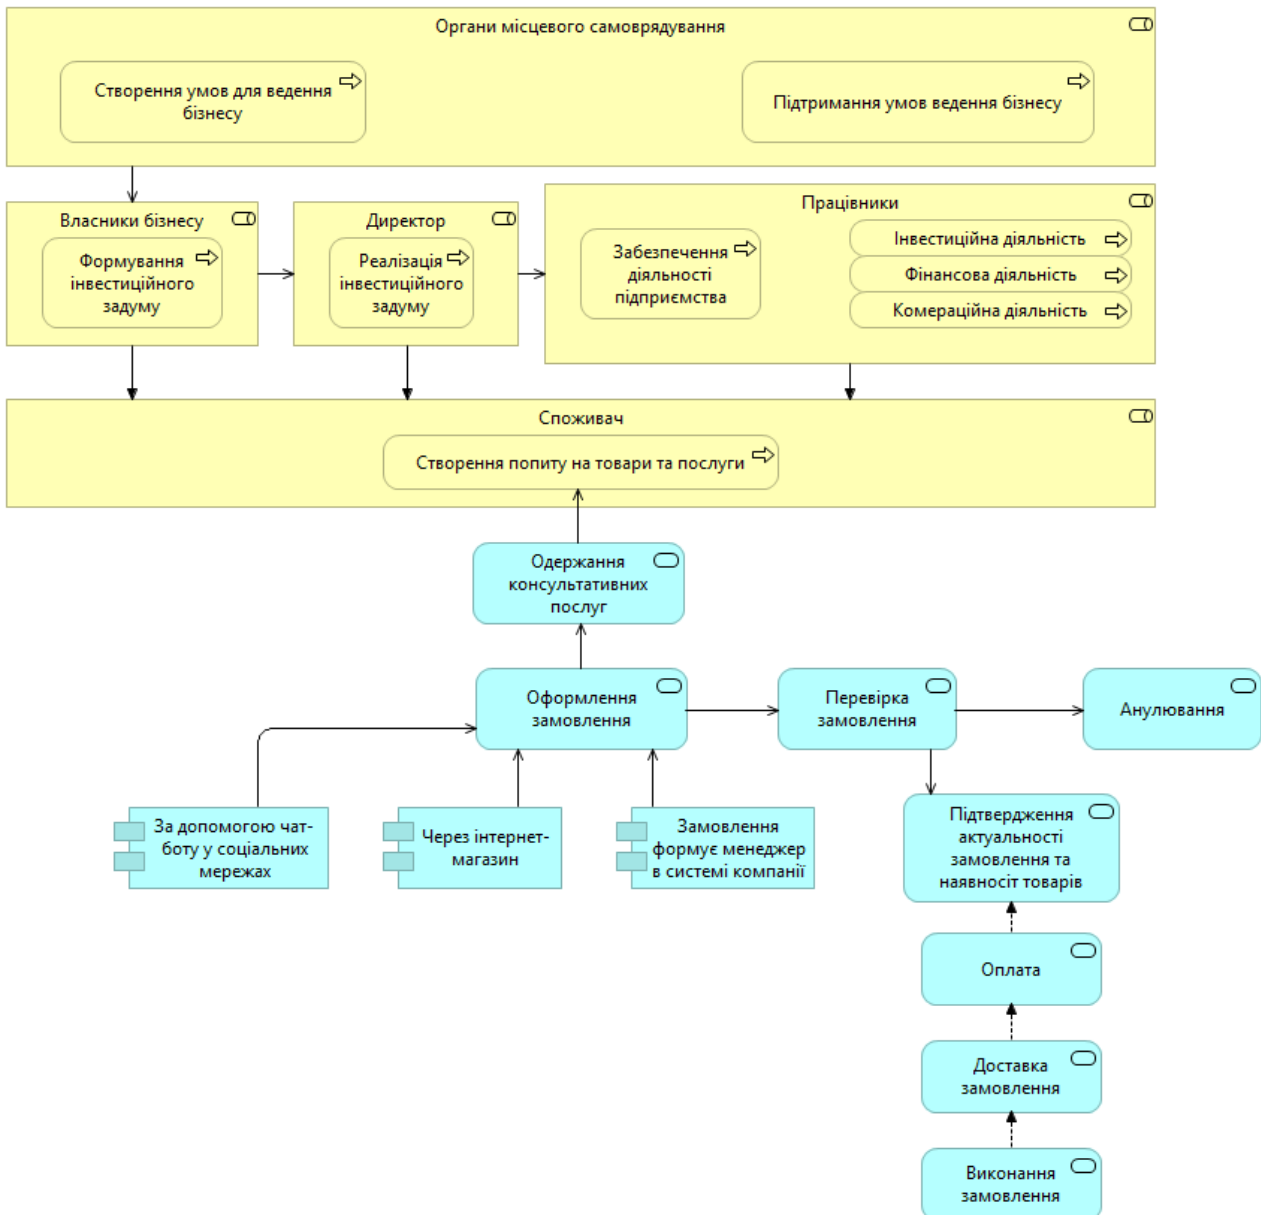 Органи місцевого самоврядування
Створення умов для ведення
бізнесу
Підтримання умов ведення бізнесу
Власники бізнесу
Формування
інвестиційного
задуму
Директор
Реалізація
інвестиційного
задуму
Працівники
Забезпечення
діяльності
підприємства
Інвестиційна діяльність
Фінансова діяльність
Комераційна діяльність
Споживач
Створення попиту на товари та послуги
Одержання
консультативних
послуг
Оформлення
замовлення
Перевірка
замовлення
Анулювання
За допомогою чат-
боту у соціальних
мережах
Через інтернет-
магазин
Замовлення
формує менеджер
в системі компанії
Підтвердження
актуальності
замовлення та
наявносіт товарів
Оплата
Доставка
замовлення
Виконання
замовлення